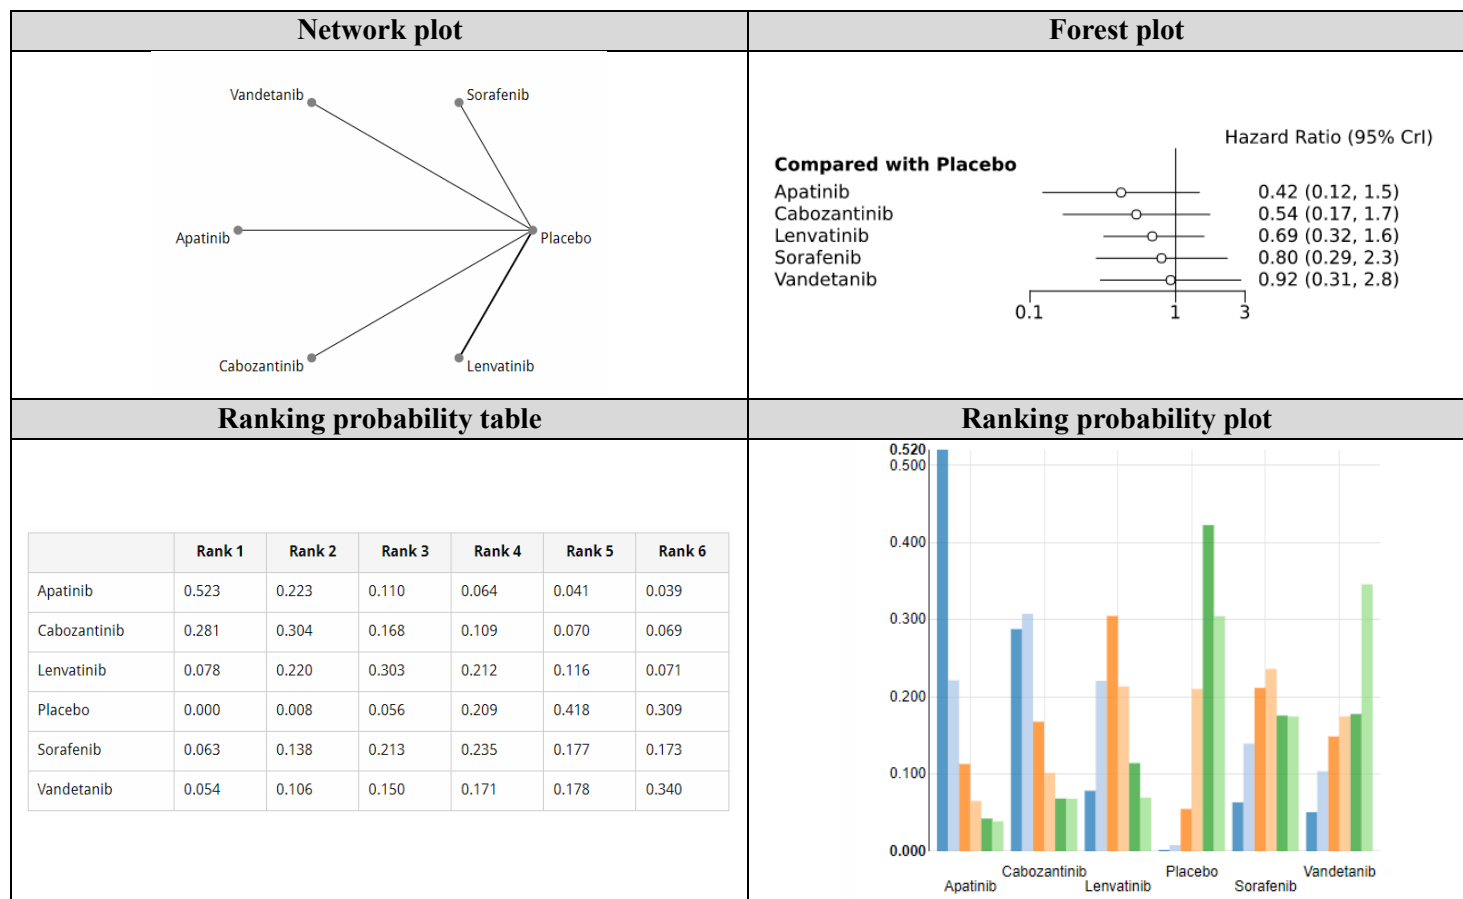 Network plot
Forest plot
Vandetanib
Sorafenib
Apatinib
Placebo
Cabozantinib
Lenvatinib
Hazard Ratio (95% CrI)
Compared with Placebo
Apatinib 0.42 (0.12, 1.5)
Cabozantinib 0.54 (0.17, 1.7)
Lenvatinib 0.69 (0.32, 1.6)
Sorafenib 0.80 (0.29, 2.3)
Vandetanib 0.92 (0.31, 2.8)
0.1 1 3
Ranking probability table
Ranking probability plot
Rank 1 Rank 2 Rank 3 Rank 4 Rank 5 Rank 6
Apatinib 0.523 0.223 0.110 0.064 0.041 0.039
Cabozantinib 0.281 0.304 0.168 0.109 0.070 0.069
Lenvatinib 0.078 0.220 0.303 0.212 0.116 0.071
Placebo 0.000 0.008 0.056 0.209 0.418 0.309
Sorafenib 0.063 0.138 0.213 0.235 0.177 0.173
Vandetanib 0.054 0.106 0.150 0.171 0.178 0.340
0.520
0.500
0.400
0.300
0.200
0.100
0.000
Apatinib
Cabozantinib
Lenvatinib
Placebo
Sorafenib
Vandetanib